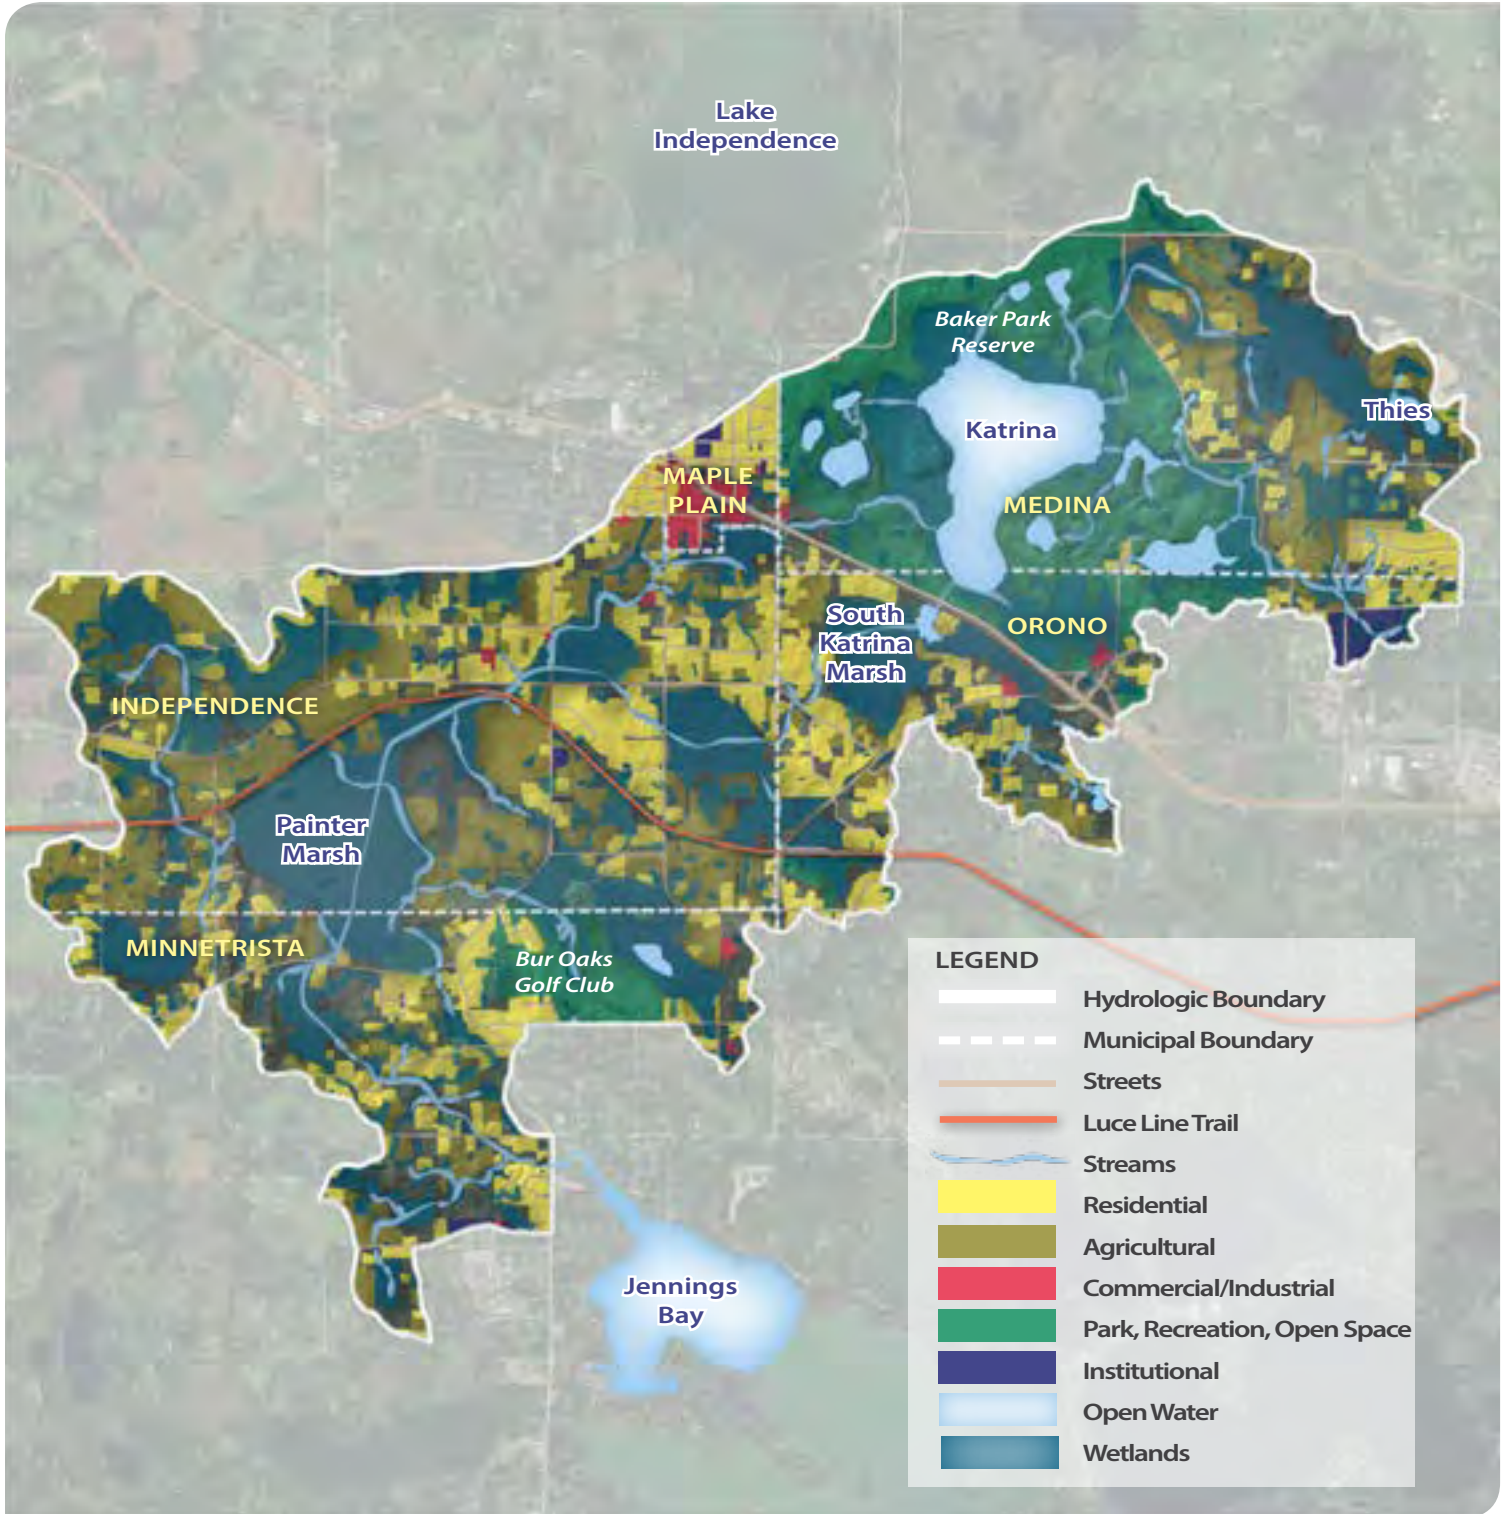 Lake
Independence
Baker Park
Reserve
Thies
Katrina
MAPLE
PLAIN
MEDINA
South
Katrina
Marsh
ORONO
INDEPENDENCE
Painter
Marsh
MINNETRISTA
Bur Oaks
Golf Club
Jennings
Bay
LEGEND
Hydrologic Boundary
Municipal Boundary
Streets
Luce Line Trail
Streams
Residential
Agricultural
Commercial/Industrial
Park, Recreation, Open Space
Institutional
Open Water
Wetlands